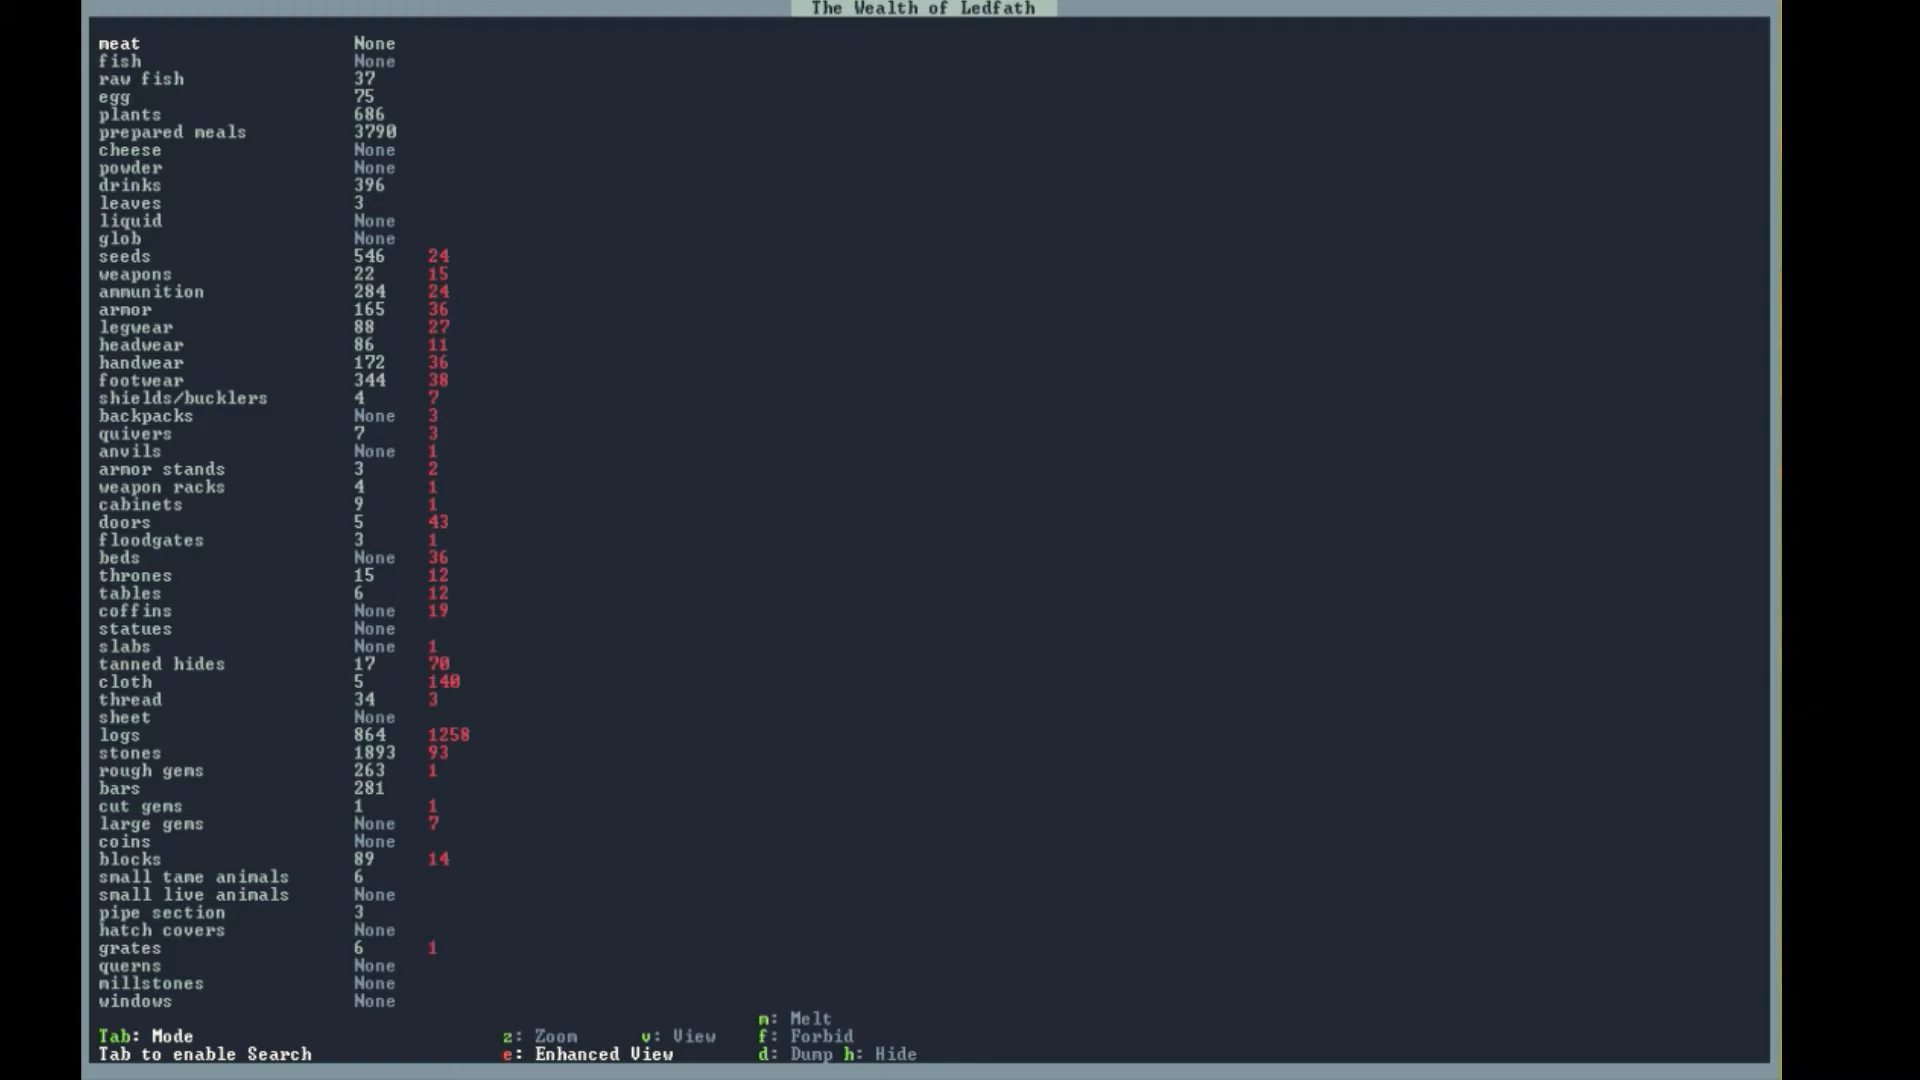 The Wealth of Ledfath
meat None
fish None
raw fish 37
egg 75
plants 686
prepared meals 3790
cheese None
powder None
drinks 396
leaves 3
liquid None
glob None
seeds 546 24
weapons 22 15
ammunition 284 24
armor 165 36
legwear 88 27
headwear 86 11
handwear 172 36
footwear 344 38
shields/bucklers 4 7
backpacks None 3
quivers 7 3
anvils None 1
armor stands 3 2
weapon racks 4 1
cabinets 9 1
doors 5 43
floodgates 3 1
beds None 36
thrones 15 12
tables 6 12
coffins None 19
statues None
slabs None 1
tanned hides 17 70
cloth 5 140
thread 34 3
sheet None
logs 864 1258
stones 1893 93
rough gems 263 1
bars 281
cut gems 1 1
large gems None 7
coins None
blocks 89 14
small tame animals 6
small live animals None
pipe section 3
hatch covers None
grates 6 1
querns None
millstones None
windows None
m: Melt
Tab: Mode z: Zoom v: View f: Forbid
Tab to enable Search e: Enhanced View d: Dump h: Hide